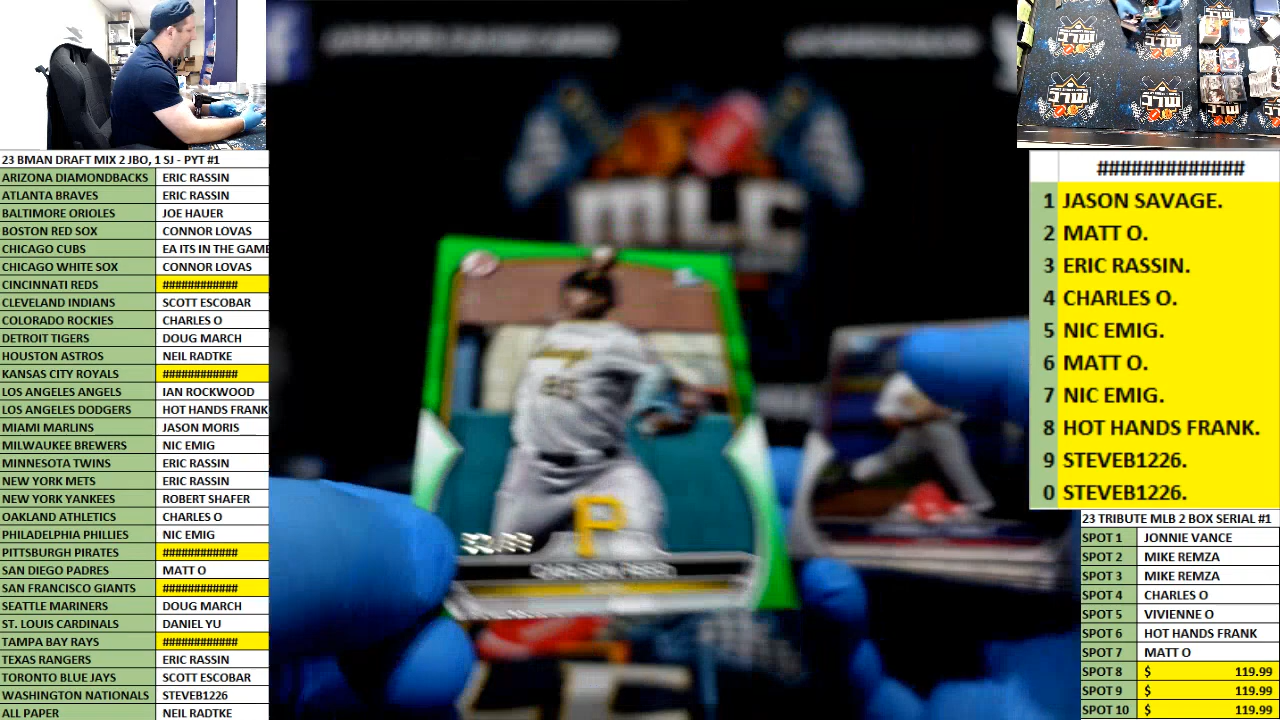 23 BMAN DRAFT MIX 2 JBO, 1 SJ - PYT #1
ARIZONA DIAMONDBACKS ERIC RASSIN
ATLANTA BRAVES ERIC RASSIN
BALTIMORE ORIOLES JOE HAUER
BOSTON RED SOX CONNOR LOVAS
CHICAGO CUBS EA ITS IN THE GAME
CHICAGO WHITE SOX CONNOR LOVAS
CINCINNATI REDS ############
CLEVELAND INDIANS SCOTT ESCOBAR
COLORADO ROCKIES CHARLES O
DETROIT TIGERS DOUG MARCH
HOUSTON ASTROS NEIL RADTKE
KANSAS CITY ROYALS ############
LOS ANGELES ANGELS IAN ROCKWOOD
LOS ANGELES DODGERS HOT HANDS FRANK
MIAMI MARLINS JASON MORIS
MILWAUKEE BREWERS NIC EMIG
MINNESOTA TWINS ERIC RASSIN
NEW YORK METS ERIC RASSIN
NEW YORK YANKEES ROBERT SHAFER
OAKLAND ATHLETICS CHARLES O
PHILADELPHIA PHILLIES NIC EMIG
PITTSBURGH PIRATES ############
SAN DIEGO PADRES MATT O
SAN FRANCISCO GIANTS ############
SEATTLE MARINERS DOUG MARCH
ST. LOUIS CARDINALS DANIEL YU
TAMPA BAY RAYS ############
TEXAS RANGERS ERIC RASSIN
TORONTO BLUE JAYS SCOTT ESCOBAR
WASHINGTON NATIONALS STEVEB1226
ALL PAPER NEIL RADTKE
MLC
P
#############
1 JASON SAVAGE.
2 MATT O.
3 ERIC RASSIN.
4 CHARLES O.
5 NIC EMIG.
6 MATT O.
7 NIC EMIG.
8 HOT HANDS FRANK.
9 STEVEB1226.
0 STEVEB1226.
23 TRIBUTE MLB 2 BOX SERIAL #1
SPOT 1 JONNIE VANCE
SPOT 2 MIKE REMZA
SPOT 3 MIKE REMZA
SPOT 4 CHARLES O
SPOT 5 VIVIENNE O
SPOT 6 HOT HANDS FRANK
SPOT 7 MATT O
SPOT 8 $ 119.99
SPOT 9 $ 119.99
SPOT 10 $ 119.99